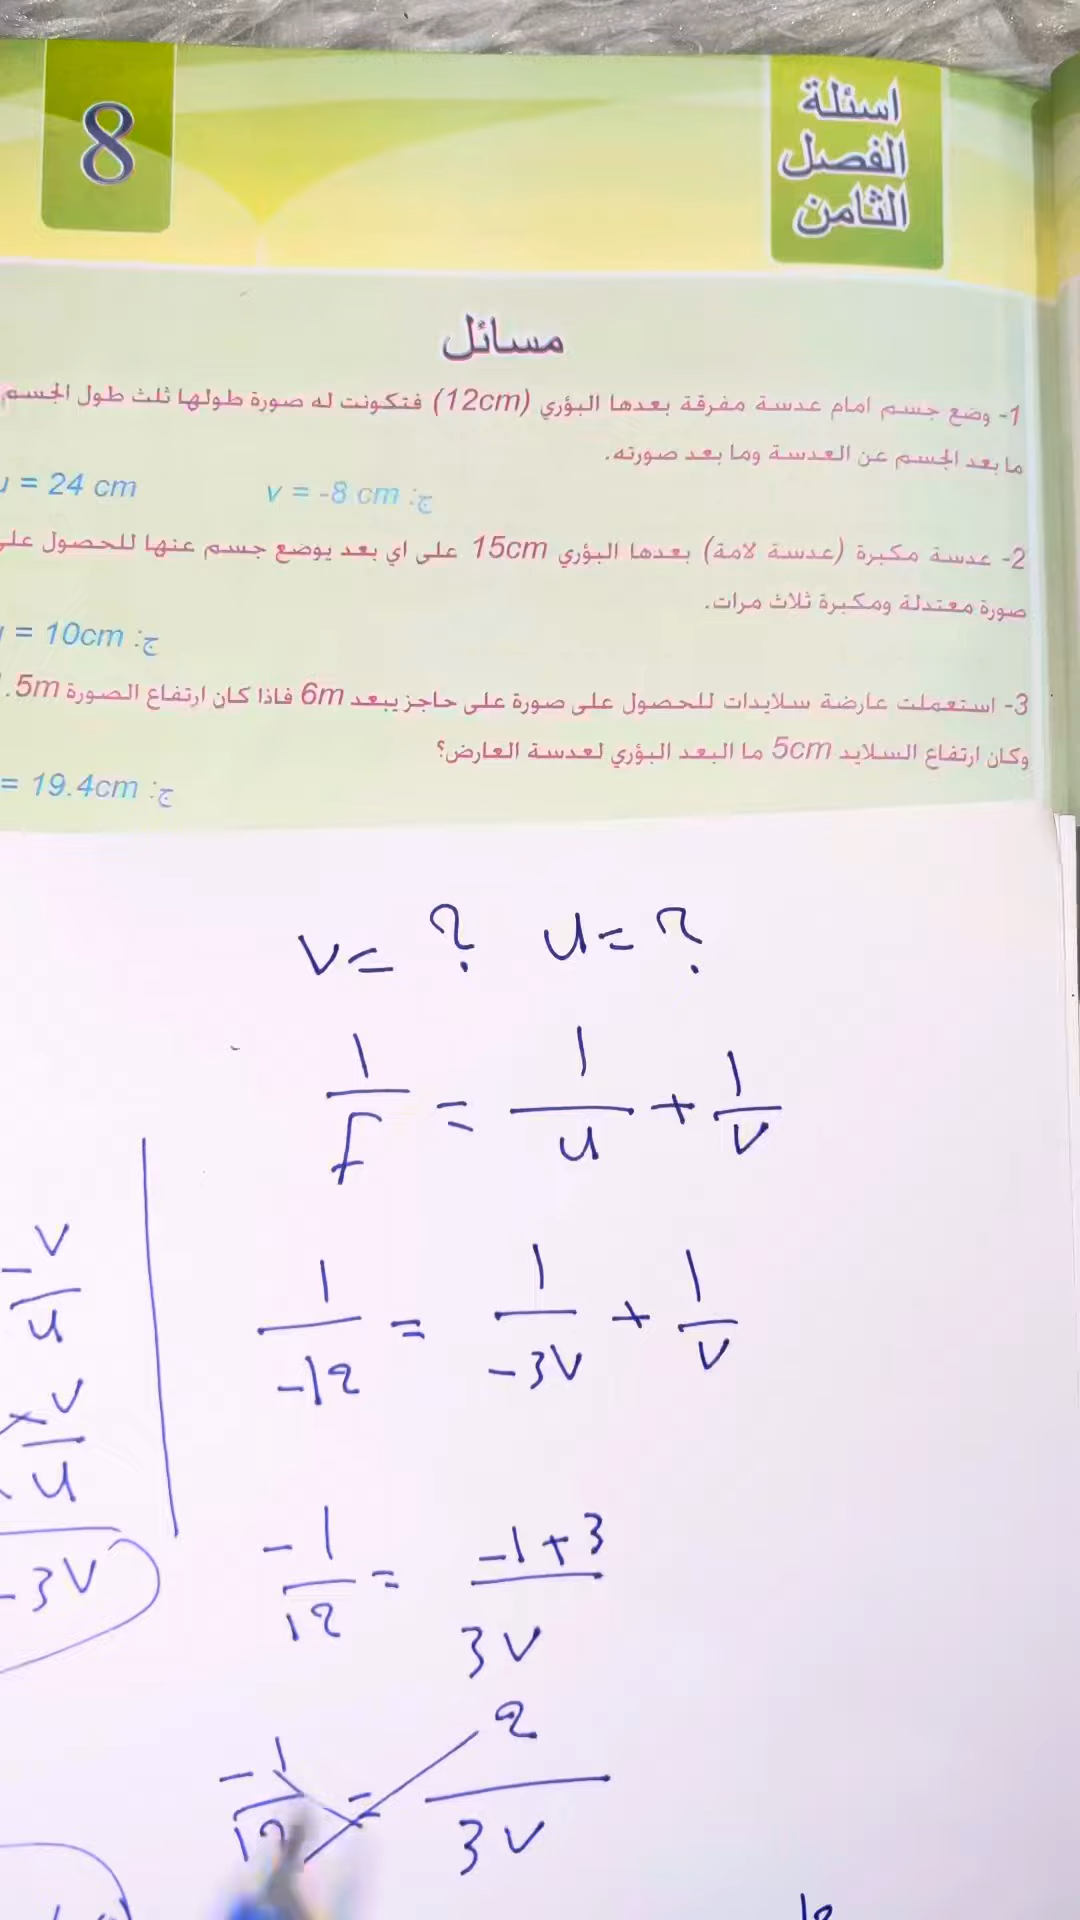 8
اسئلة
الفصل
الثامن
مسائل
1- وضع جسم امام عدسة مفرقة بعدها البؤري (12cm) فتكونت له صورة طولها ثلث طول الجسم
ما بعد الجسم عن العدسة وما بعد صورته.
ج: v = -8 cm = 24 cm
2- عدسة مكبرة (عدسة لامة) بعدها البؤري 15cm على اي بعد يوضع جسم عنها للحصول على
صورة معتدلة ومكبرة ثلاث مرات.
ج: = 10cm
3- استعملت عارضة سلايدات للحصول على صورة على حاجز يبعد 6m فاذا كان ارتفاع الصورة .5m
وكان ارتفاع السلايد 5cm ما البعد البؤري لعدسة العارض؟
ج: = 19.4cm
v = ? u = ?
1/f = 1/u + 1/v
-v/u
1/-12 = 1/-3v + 1/v
v/u
-1/12 = -1+3/3v
-3v
-1/12 = 2/3v